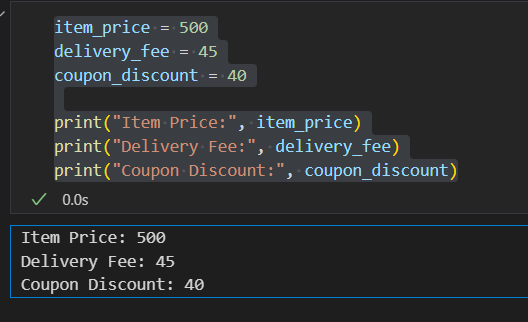 item_price = 500
delivery_fee = 45
coupon_discount = 40
print("Item Price:", item_price)
print("Delivery Fee:", delivery_fee)
print("Coupon Discount:", coupon_discount)
0.0s
Item Price: 500
Delivery Fee: 45
Coupon Discount: 40